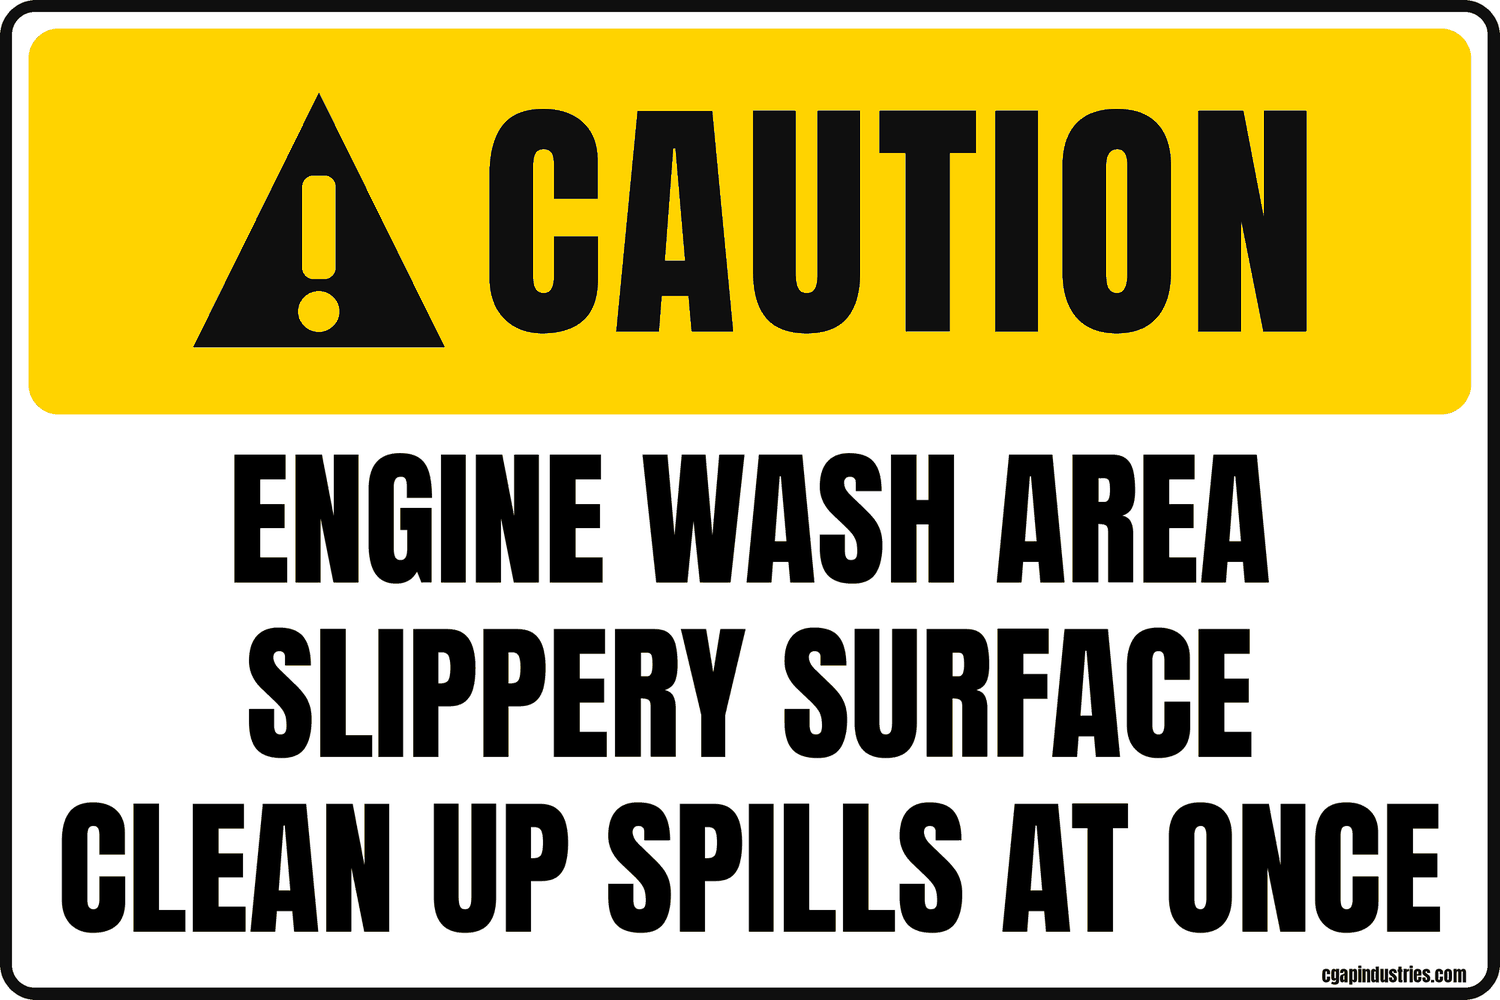 CAUTION
ENGINE WASH AREA
SLIPPERY SURFACE
CLEAN UP SPILLS AT ONCE
cgapindustries.com